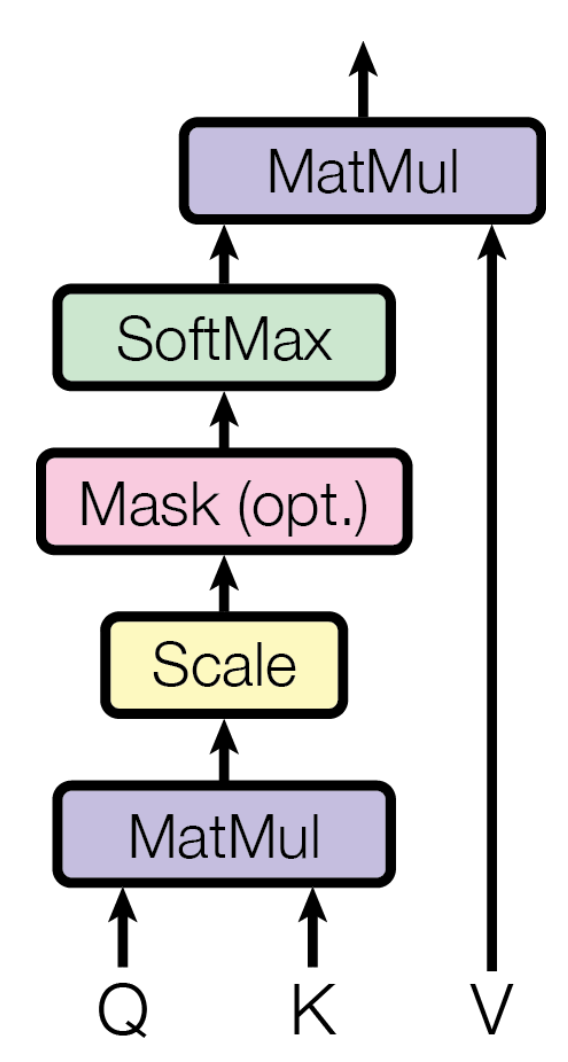 MatMul
SoftMax
Mask (opt.)
Scale
MatMul
Q K V